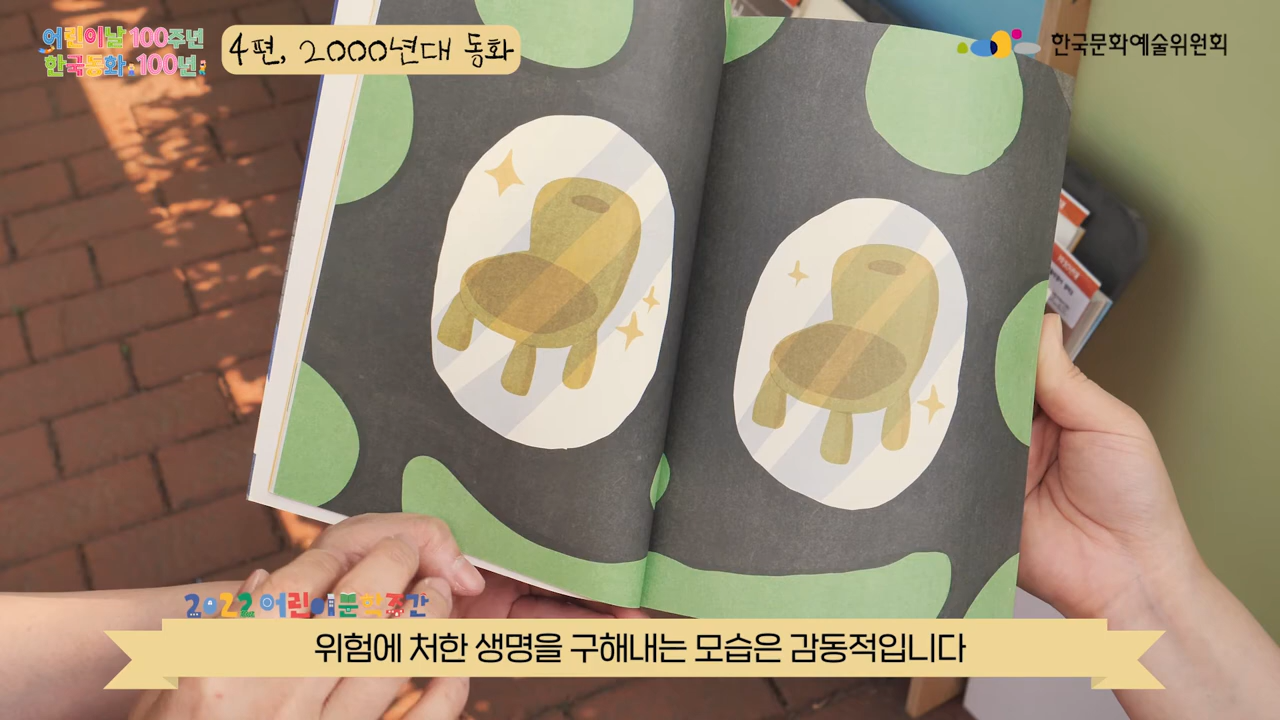 어린이날 100주년
한국동화 100년
4편, 2000년대 동화
한국문화예술위원회
2022 어린이문학주간
위험에 처한 생명을 구해내는 모습은 감동적입니다